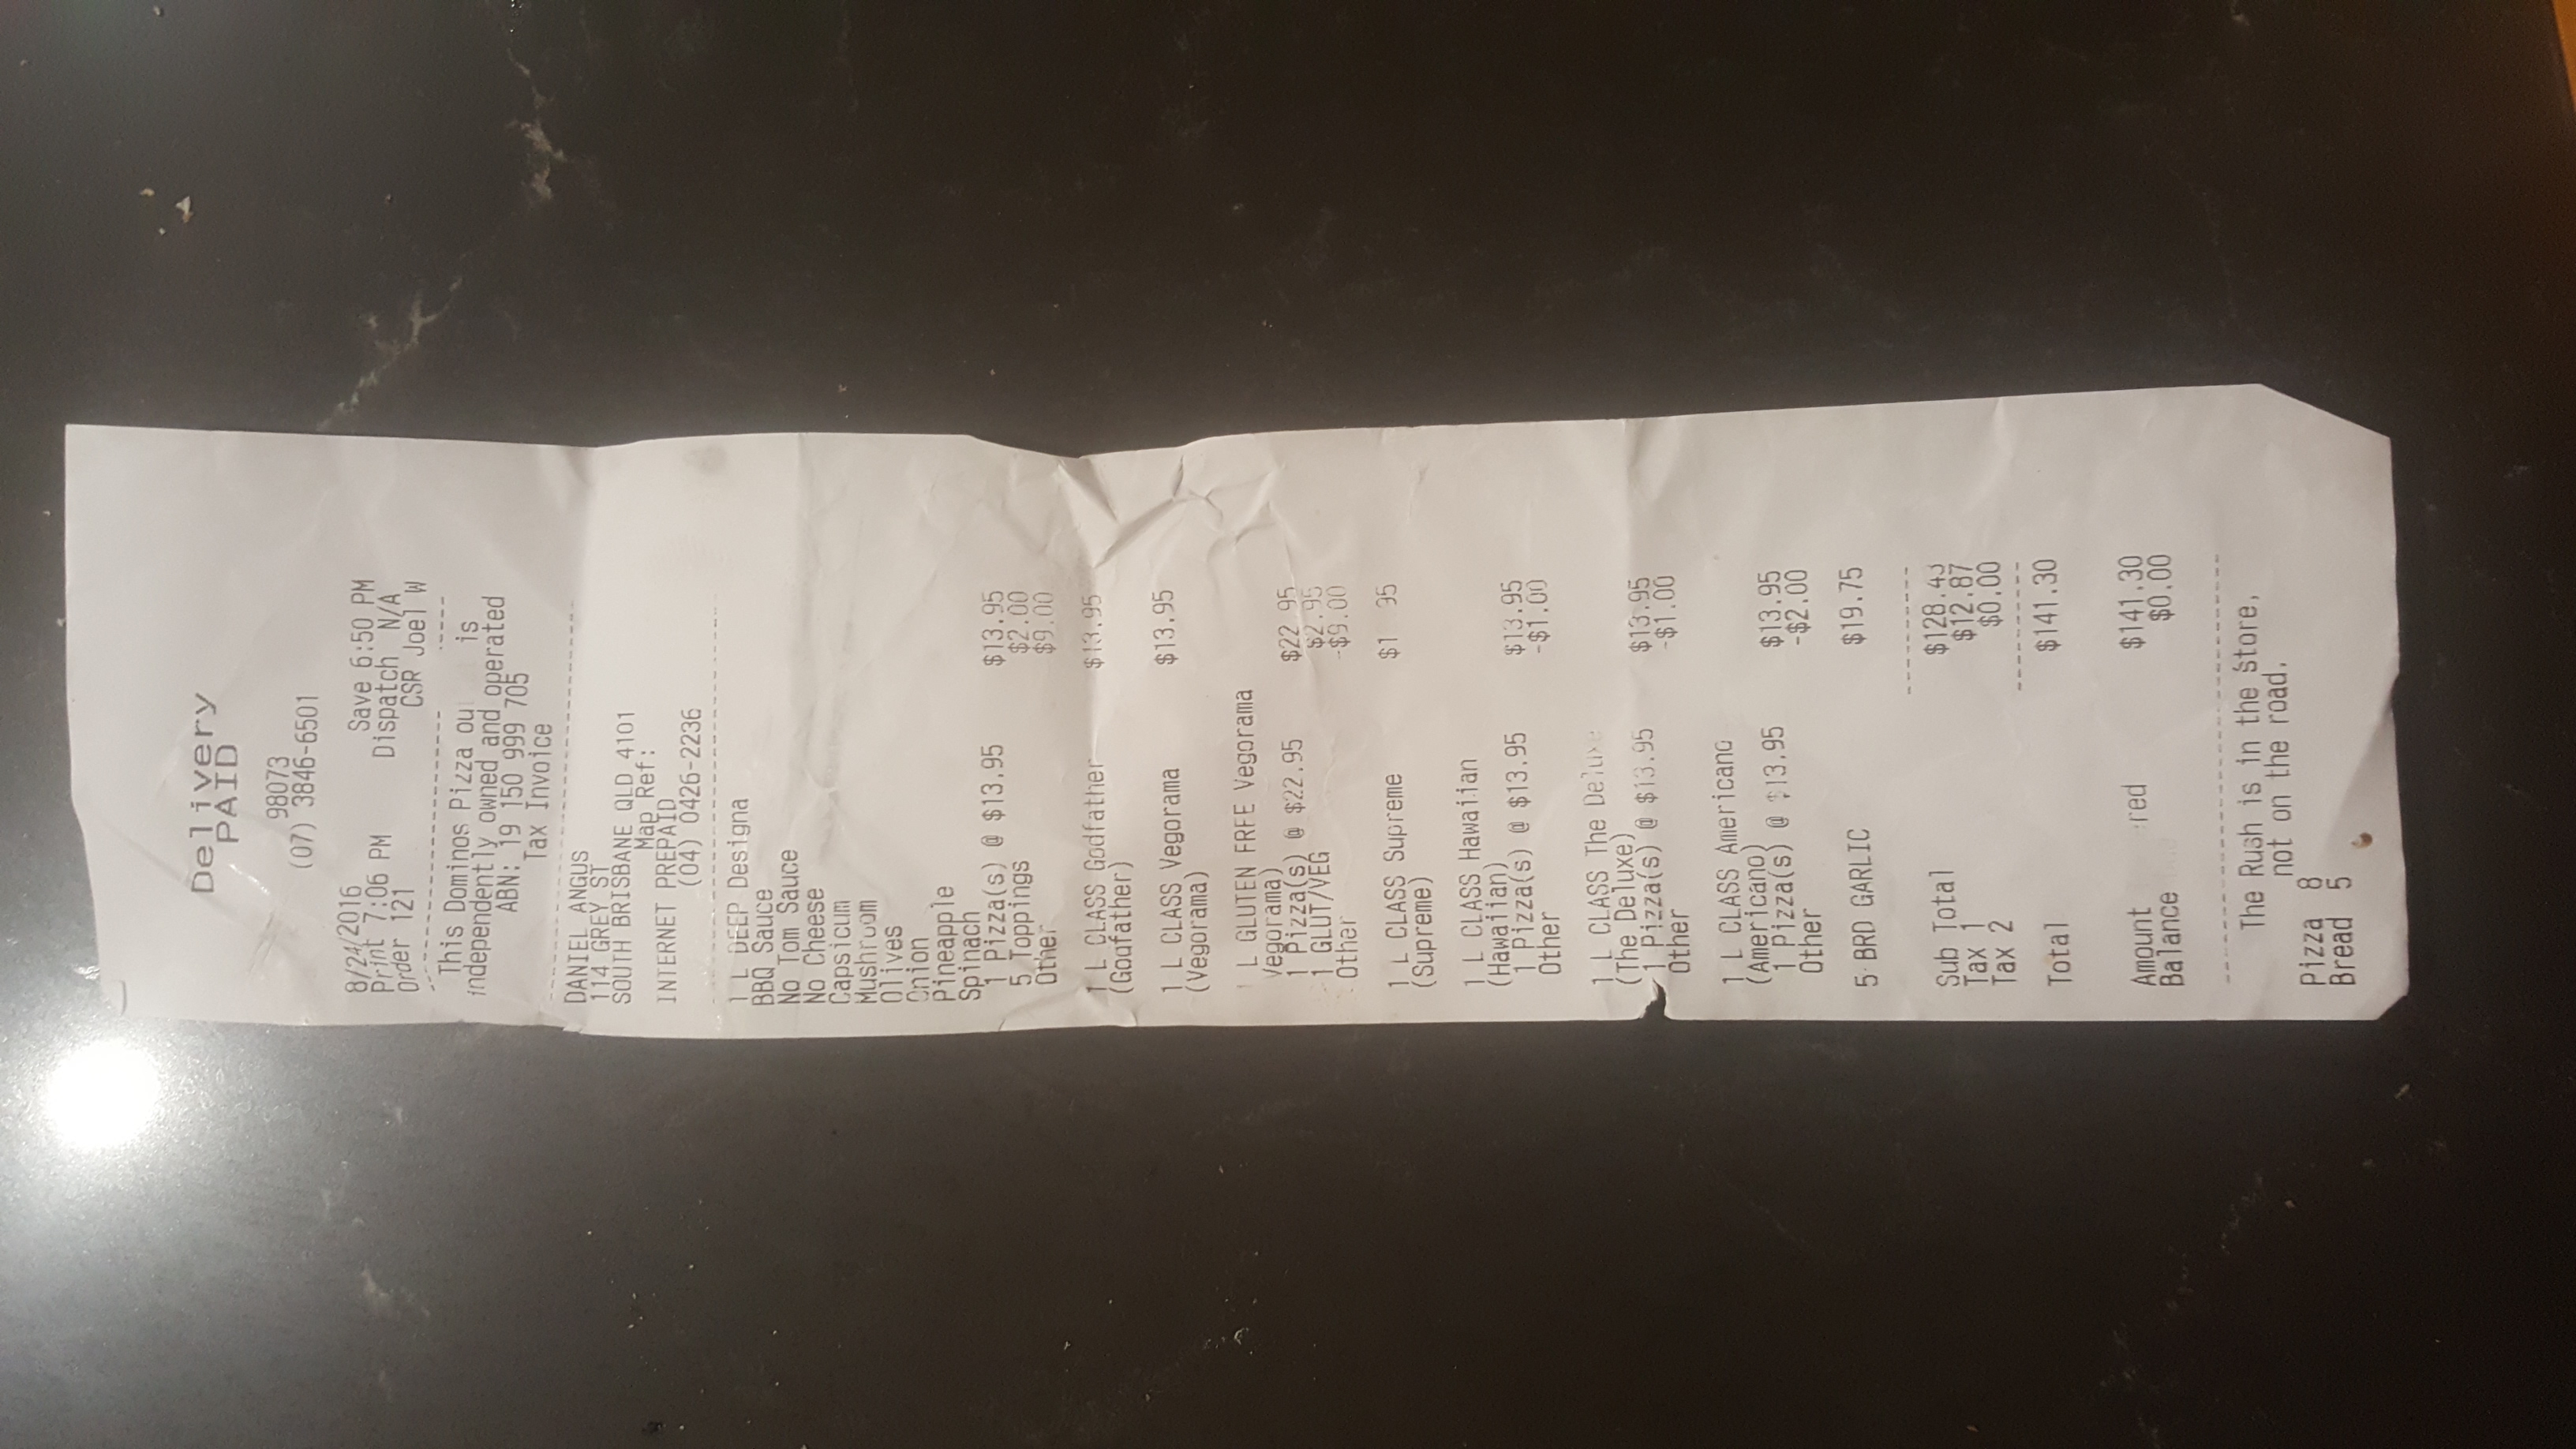 Delivery
PAID
98073
(07) 3846-6501
8/24/2016 Save 6:50 PM
Print 7:06 PM Dispatch N/A
Order 121 CSR Joel W
This Dominos Pizza ou is
independently owned and operated
ABN: 19 150 999 705
Tax Invoice
DANIEL ANGUS
114 GREY ST
SOUTH BRISBANE QLD 4101
Map Ref:
INTERNET PREPAID
(04) 0426-2236
1 L DEEP Designa
BBQ Sauce
No Tom Sauce
No Cheese
Capsicum
Mushroom
Olives
Onion
Pineapple
Spinach
1 Pizza(s) @ $13.95 $13.95
5 Toppings $2.00
Other $9.00
1 L CLASS Godfather $13.95
(Godfather)
1 L CLASS Vegorama $13.95
(Vegorama)
L GLUTEN FREE Vegorama
Vegorama)
1 Pizza(s) @ $22.95 $22 95
1 GLUT/VEG $2.95
Other -$9.00
1 L CLASS Supreme $1 95
(Supreme)
1 L CLASS Hawaiian
(Hawaiian)
1 Pizza(s) @ $13.95 $13.95
Other -$1.00
1 L CLASS The Deluxe
(The Deluxe)
1 Pizza(s) @ $13.95 $13.95
Other -$1.00
1 L CLASS Americano
(Americano)
1 Pizza(s) @ $13.95 $13.95
Other -$2.00
5 BRD GARLIC $19.75
Sub Total $128.43
Tax 1 $12.87
Tax 2 $0.00
Total $141.30
Amount red $141.30
Balance $0.00
The Rush is in the Store,
not on the road.
Pizza 8
Bread 5